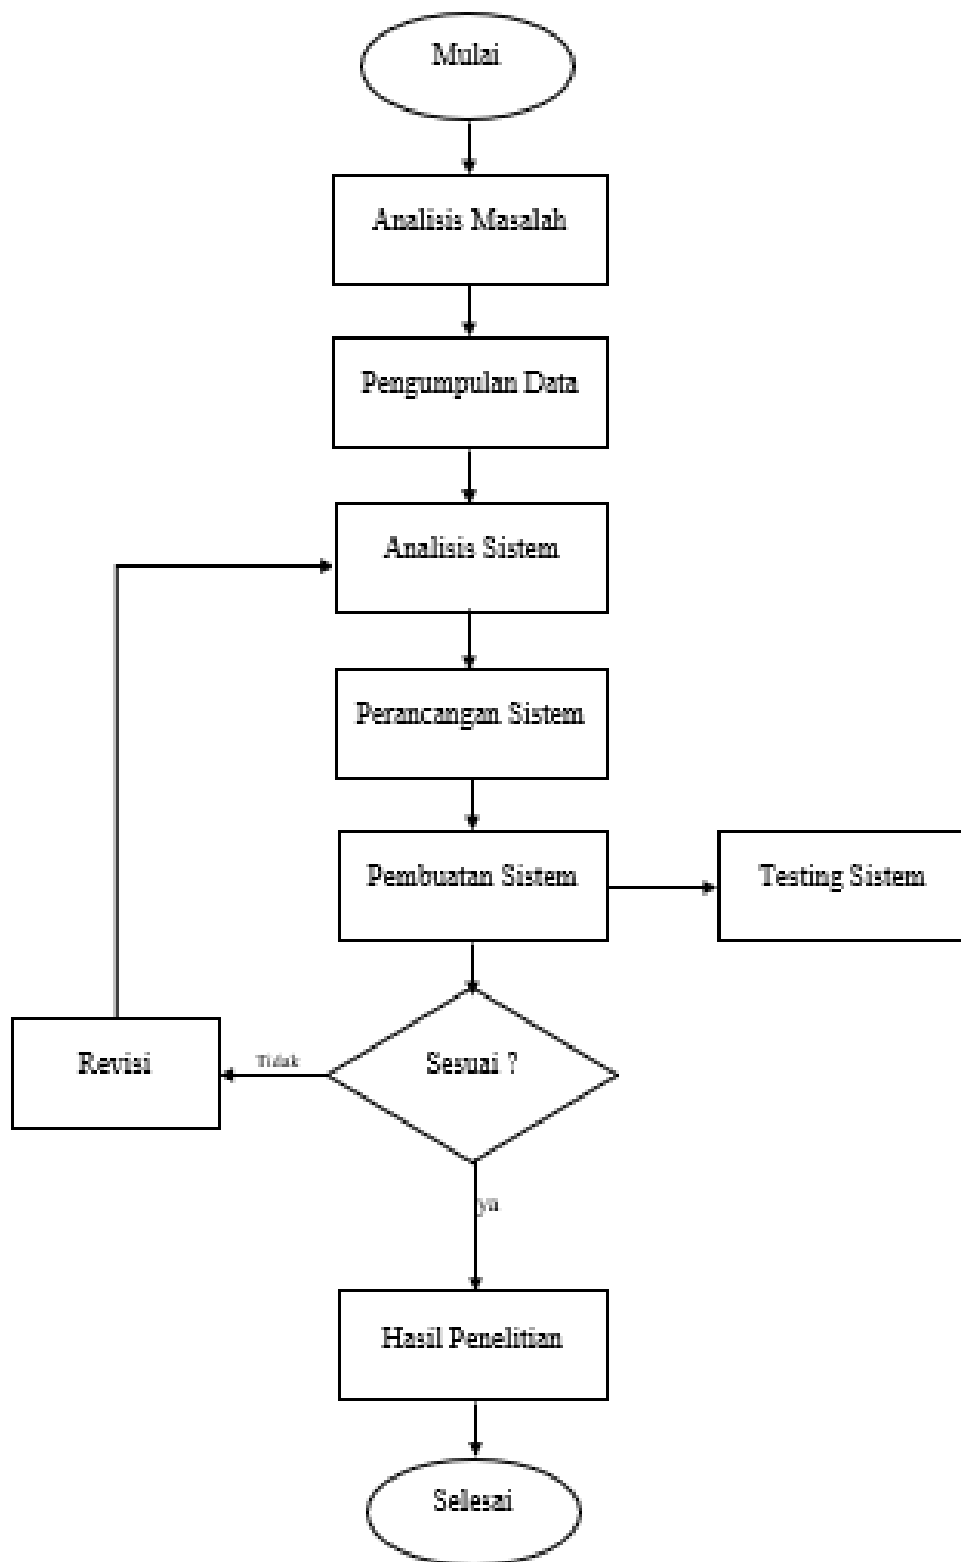 Mulai
Analisis Masalah
Pengumpulan Data
Analisis Sistem
Perancangan Sistem
Pembuatan Sistem
Testing Sistem
Sesuai ?
Tidak
Revisi
ya
Hasil Penelitian
Selesai